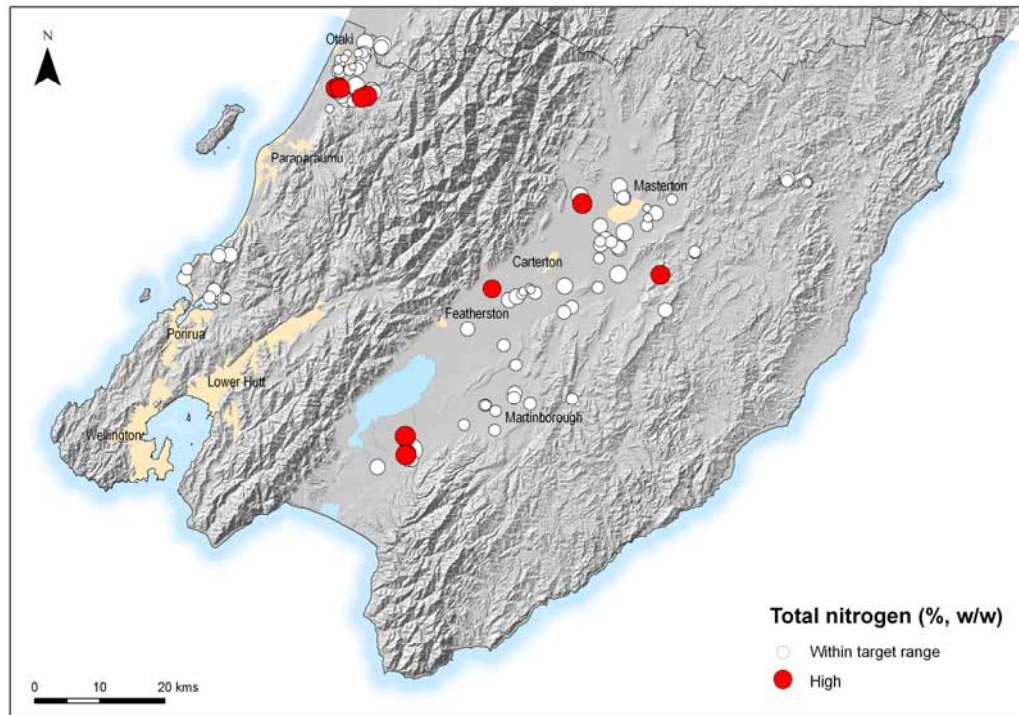 N
Otaki
Paraparaumu
Masterton
Carterton
Featherston
Porirua
Lower Hutt
Martinborough
Wellington
Total nitrogen (%, w/w)
Within target range
High
0 10 20 kms